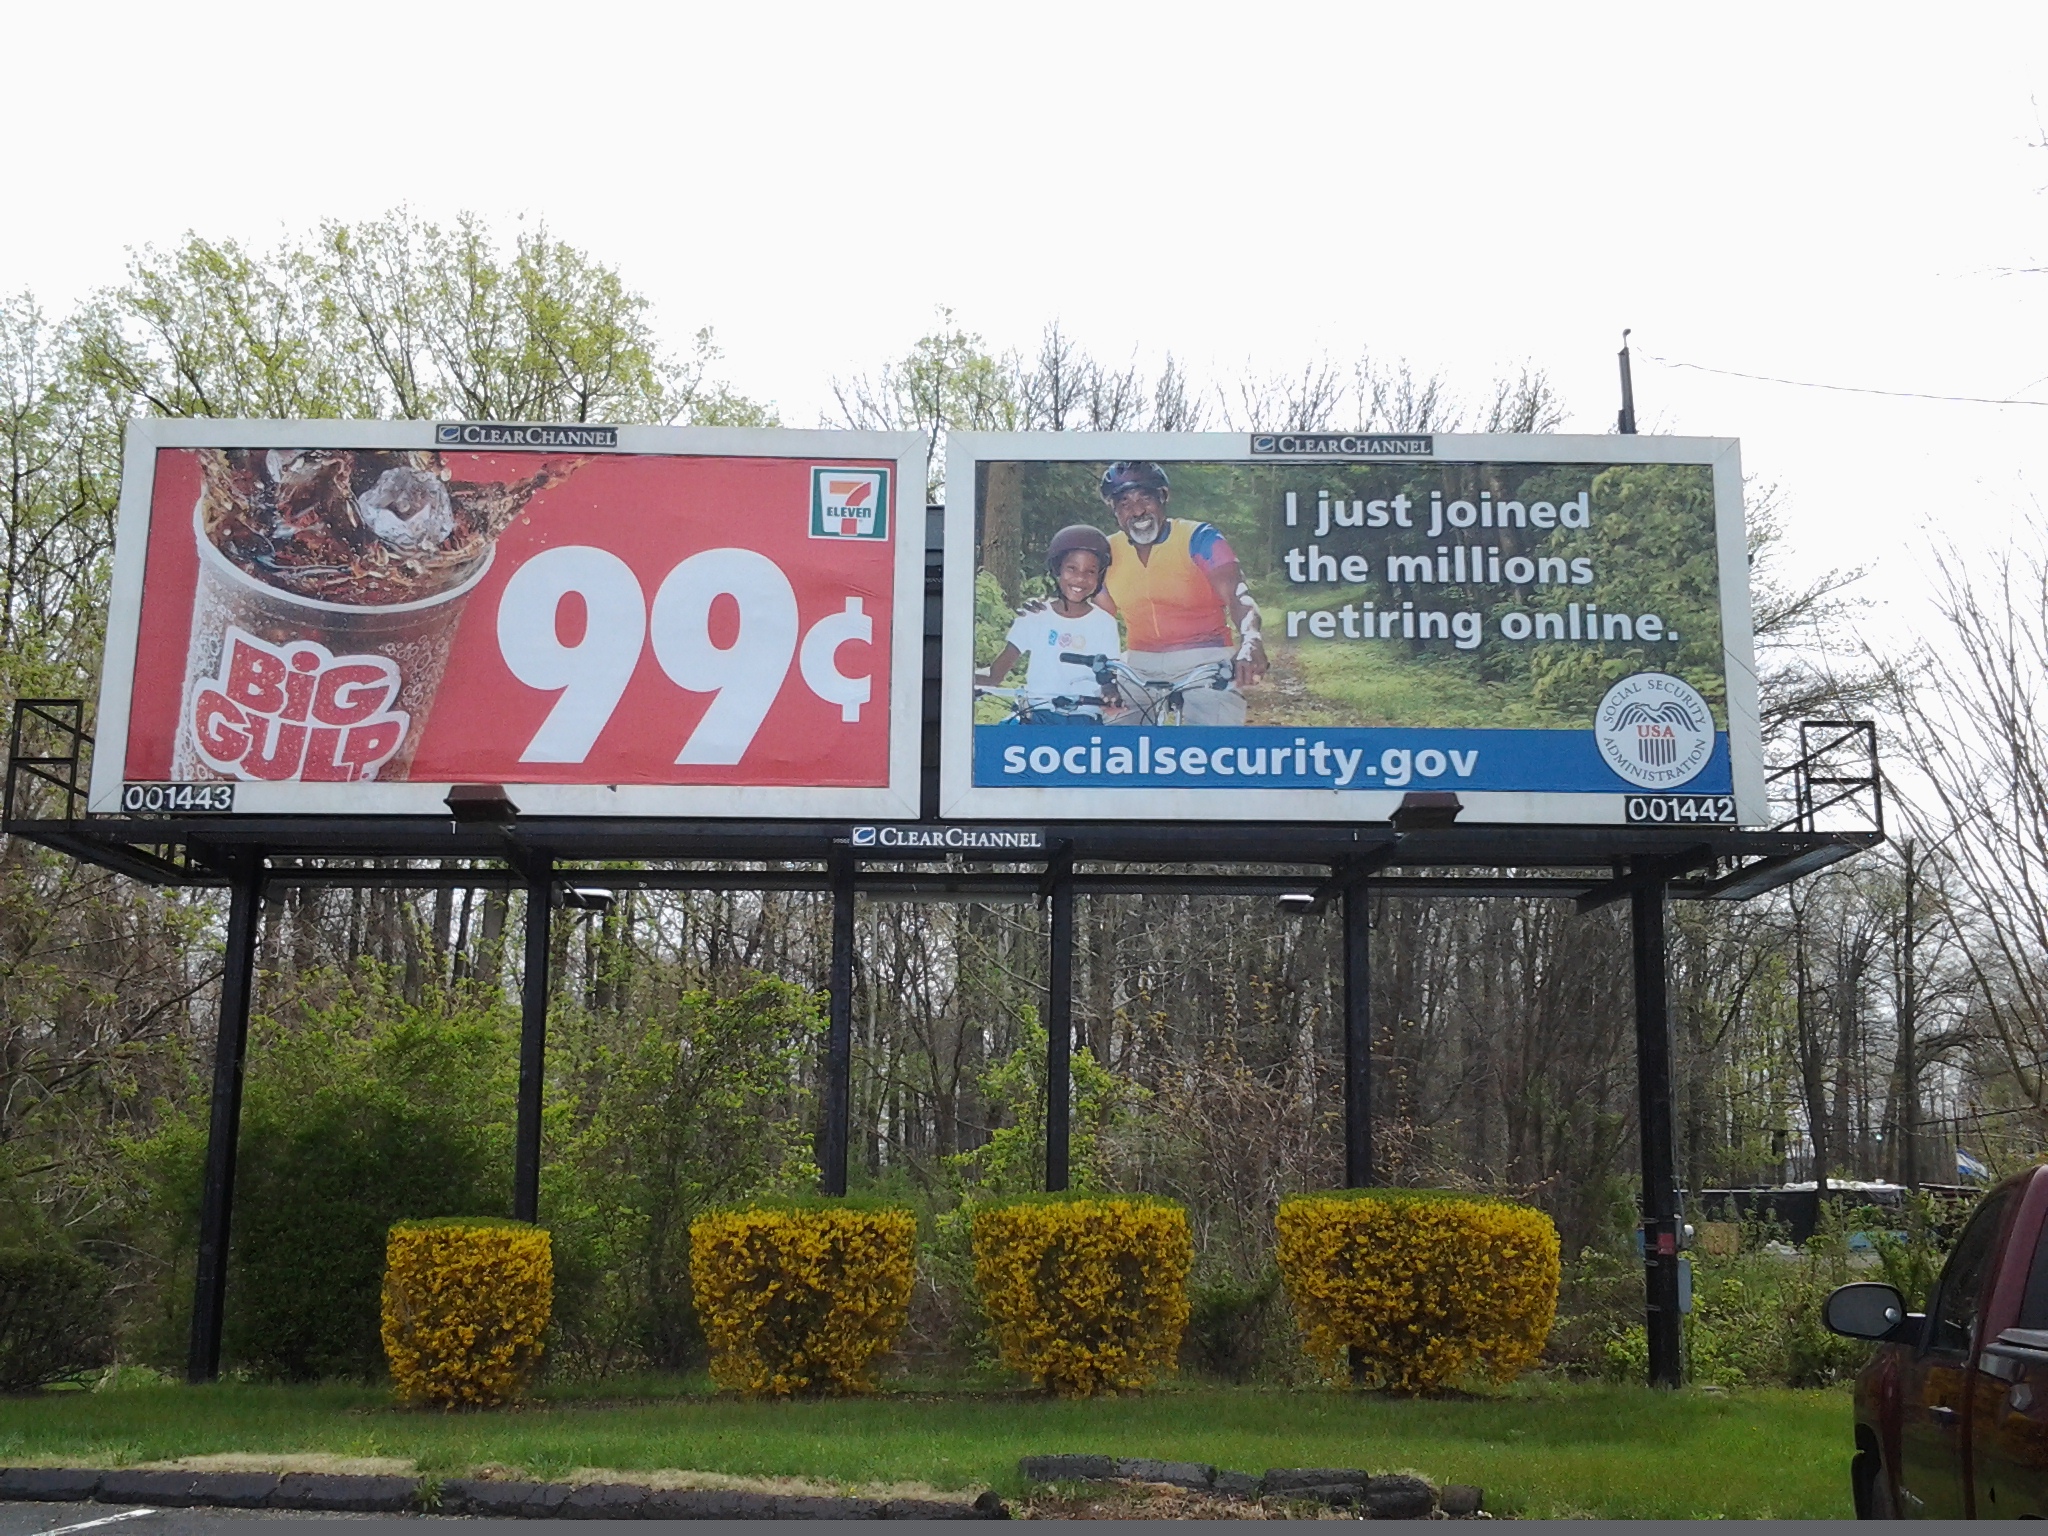 CLEARCHANNEL
7
ELEVEN
99¢
BIG
GULP
001443
CLEARCHANNEL
I just joined
the millions
retiring online.
SOCIAL SECURITY
USA
ADMINISTRATION
socialsecurity.gov
001442
CLEARCHANNEL